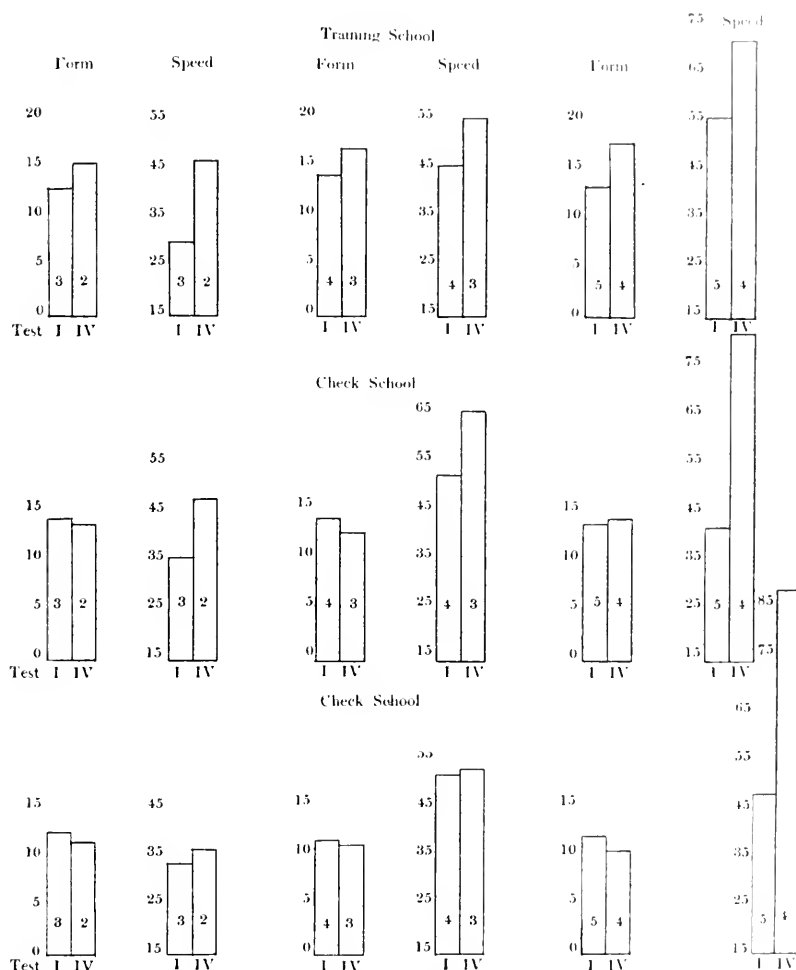 Training School
Form Speed Form Speed Form Speed
20 15 10 5 0
55 45 35 25 15
20 15 10 5 0
55 45 35 25 15
20 15 10 5 0
75 65 55 45 35 25 15
3 2 3 2 4 3 4 3 5 4 5 4
Test I IV I IV I IV I IV I IV I IV
Check School
15 10 5 0
55 45 35 25 15
15 10 5 0
65 55 45 35 25 15
15 10 5 0
75 65 55 45 35 25 15
3 2 3 2 4 3 4 3 5 4 5 4
Test I IV I IV I IV I IV I IV I IV
Check School
15 10 5 0
45 35 25 15
15 10 5 0
55 45 35 25 15
15 10 5 0
85 75 65 55 45 35 25 15
3 2 3 2 4 3 4 3 5 4 5 4
Test I IV I IV I IV I IV I IV I IV